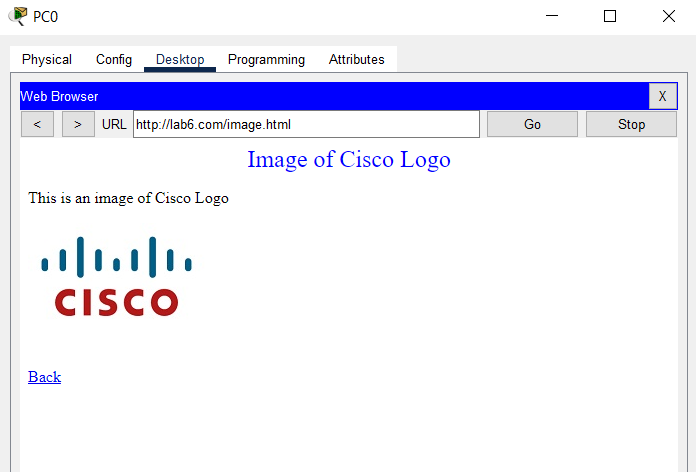 PC0
Physical Config Desktop Programming Attributes
Web Browser X
< > URL http://lab6.com/image.html Go Stop
Image of Cisco Logo
This is an image of Cisco Logo
CISCO
Back